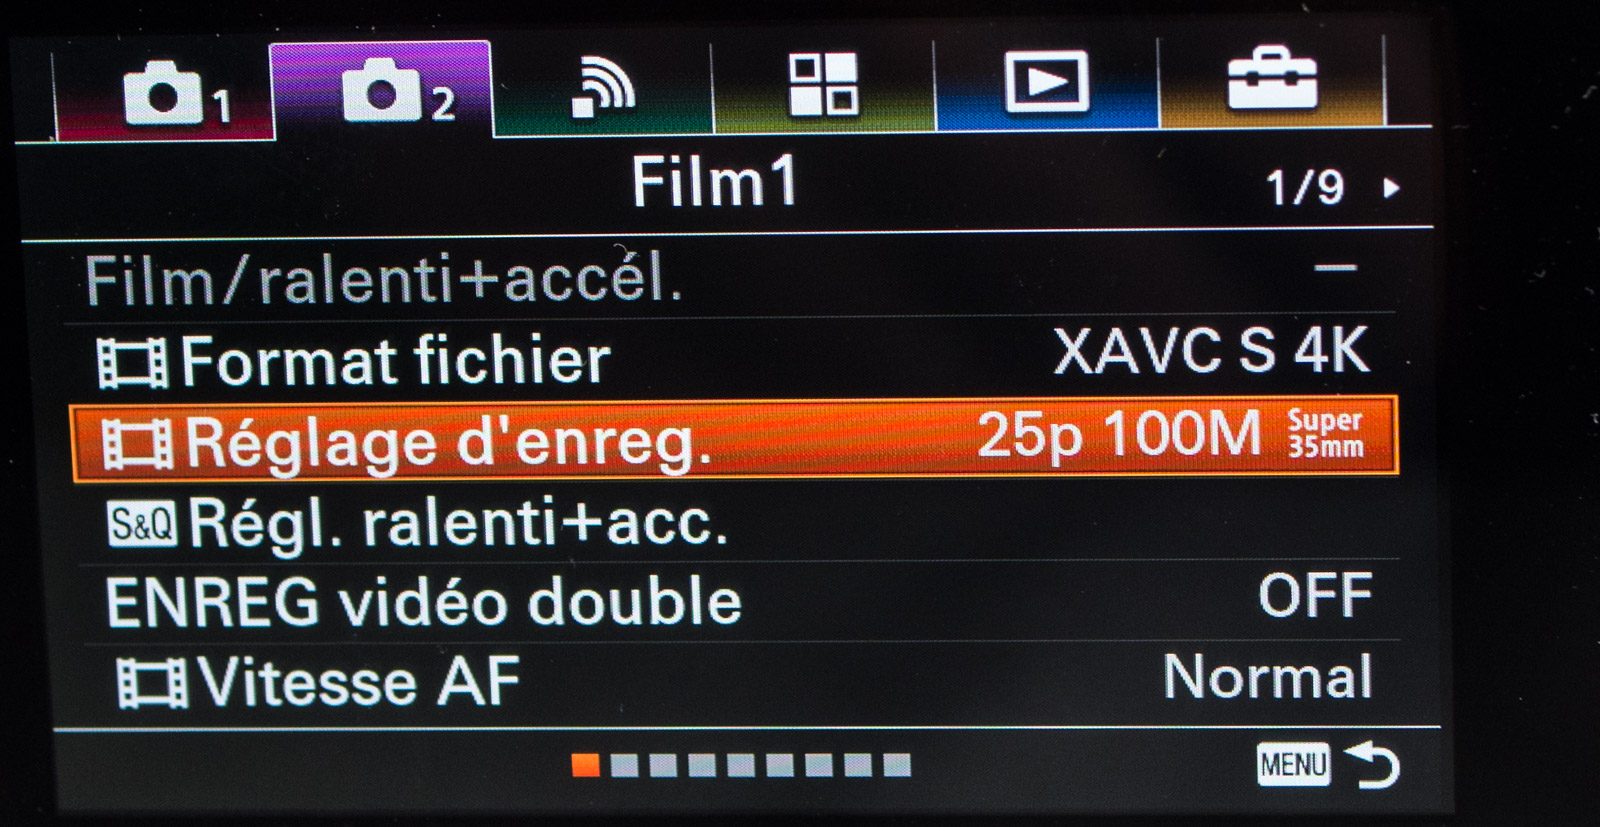 1 2
Film1 1/9
Film/ralenti+accél. –
Format fichier XAVC S 4K
Réglage d'enreg. 25p 100M Super 35mm
S&Q Régl. ralenti+acc.
ENREG vidéo double OFF
Vitesse AF Normal
MENU